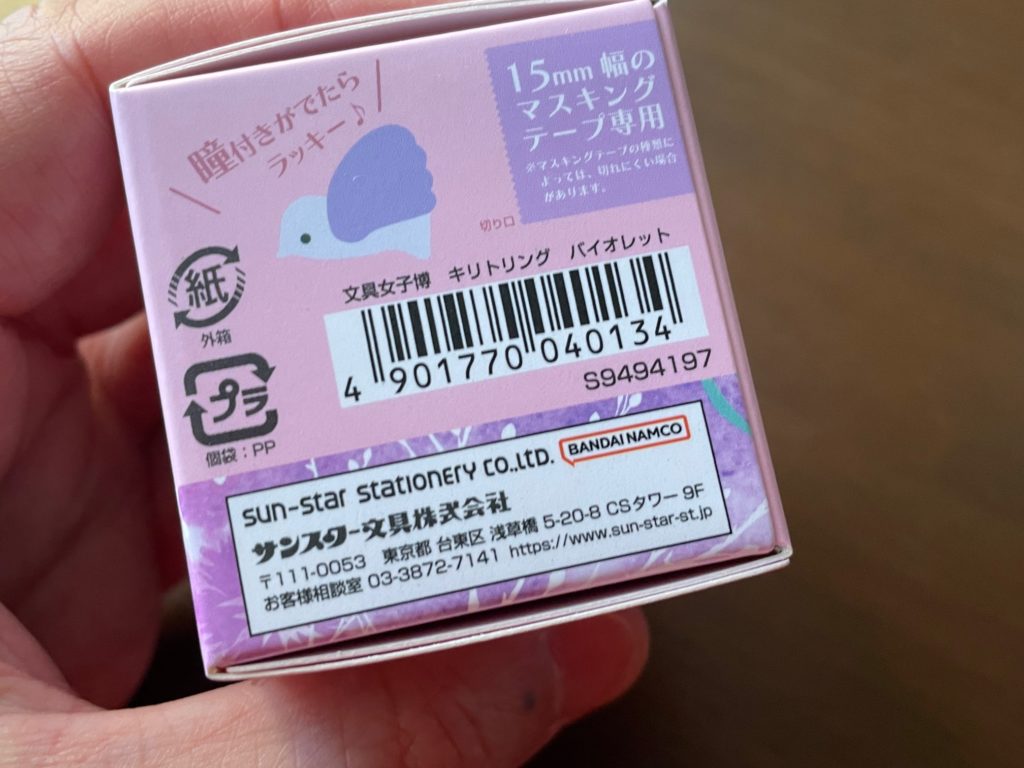 瞳付きがでたら
ラッキー♪
15mm 幅の
マスキング
テープ専用
※マスキングテープの種類に
よっては、切れにくい場合
があります。
切り口
紙
外箱
プラ
個袋：PP
文具女子博 キリトリング バイオレット
4 901770 040134
S9494197
SUN-STAR STATIONERY CO.,LTD. BANDAI NAMCO
サンスター文具株式会社
〒111-0053 東京都 台東区 浅草橋 5-20-8 CSタワー 9F
お客様相談室 03-3872-7141 https://www.sun-star-st.jp